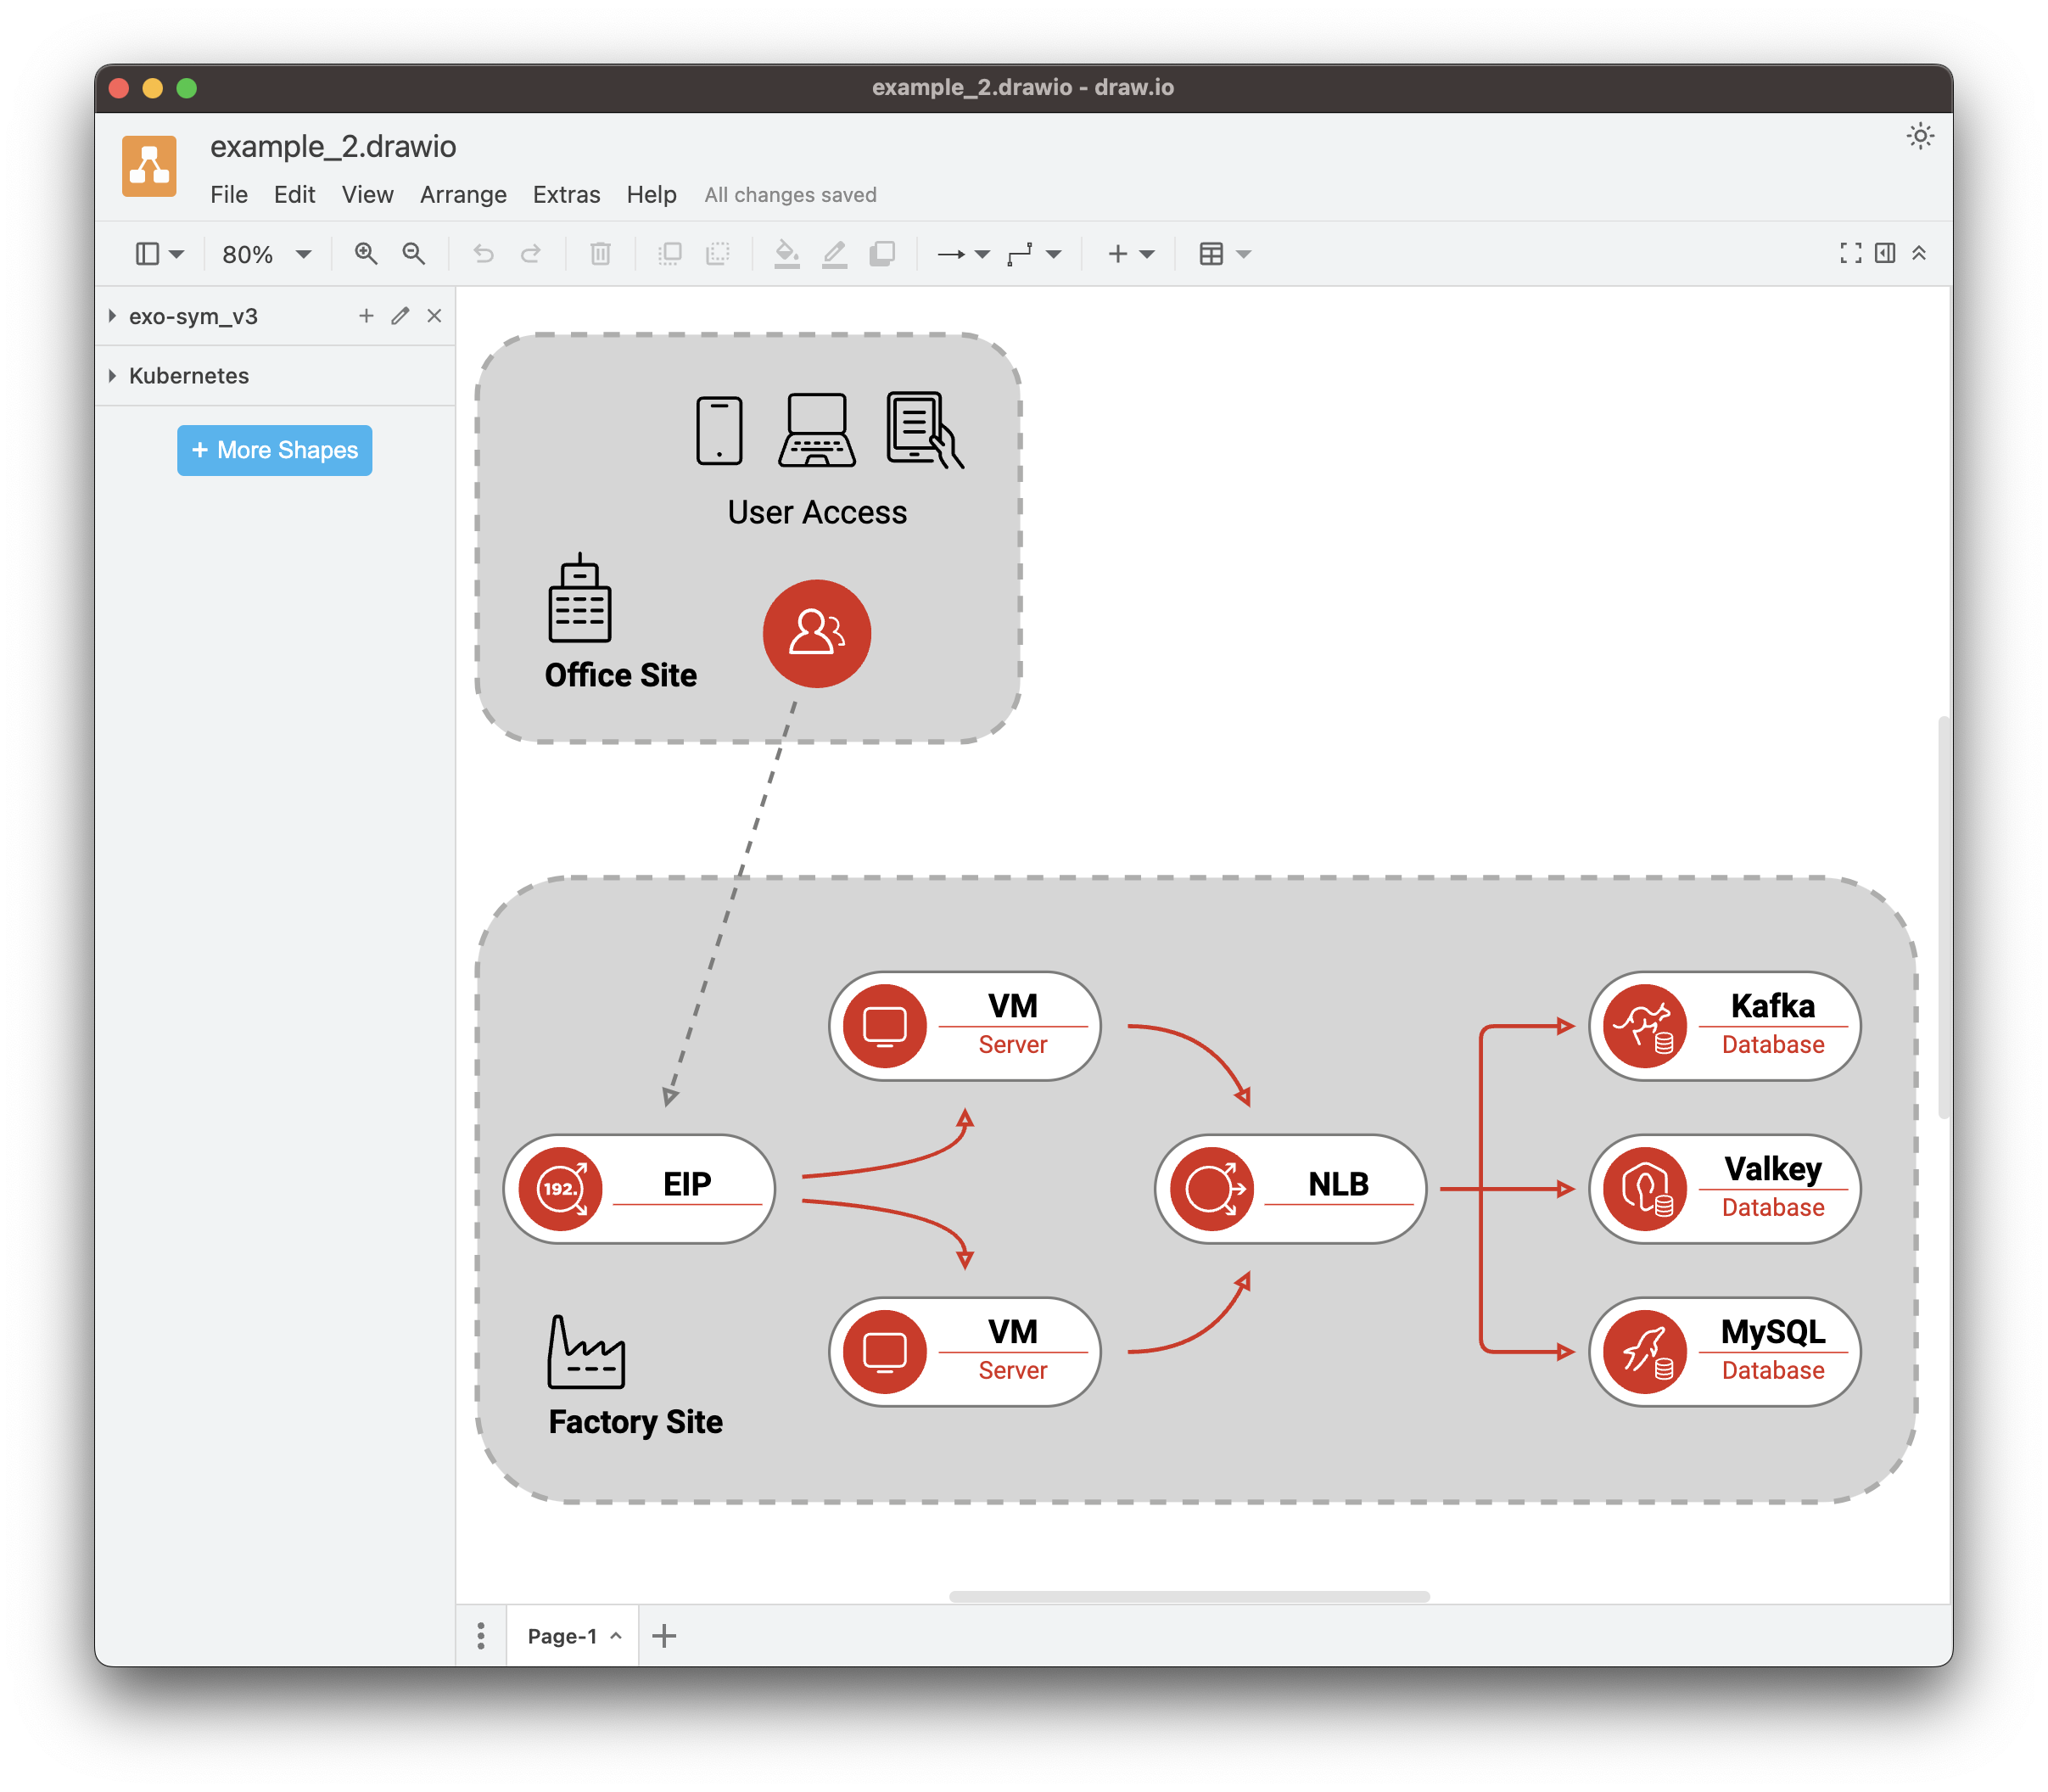 example_2.drawio - draw.io
example_2.drawio
File Edit View Arrange Extras Help All changes saved
80%
exo-sym_v3
Kubernetes
+ More Shapes
User Access
Office Site
VM
Server
Kafka
Database
192.
EIP
NLB
Valkey
Database
VM
Server
MySQL
Database
Factory Site
Page-1